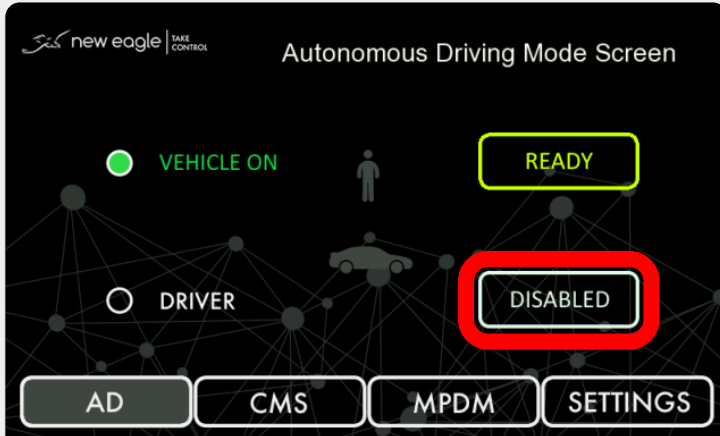 new eagle TAKE CONTROL
Autonomous Driving Mode Screen
VEHICLE ON
READY
DRIVER
DISABLED
AD
CMS
MPDM
SETTINGS